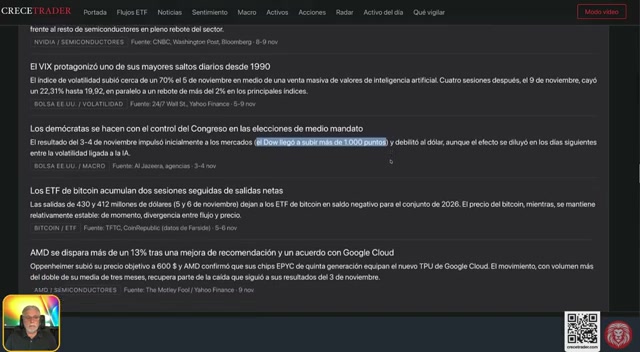 CRECETRADER
Portada Flujos ETF Noticias Sentimiento Macro Activos Acciones Radar Activo del día Qué vigilar
Modo vídeo
frente al resto de semiconductores en pleno rebote del sector.
NVIDIA / SEMICONDUCTORES Fuente: CNBC, Washington Post, Bloomberg · 8-9 nov
El VIX protagonizó uno de sus mayores saltos diarios desde 1990
El índice de volatilidad subió cerca de un 70% el 5 de noviembre en medio de una venta masiva de valores de inteligencia artificial. Cuatro sesiones después, el 9 de noviembre, cayó
un 22,31% hasta 19,92, en paralelo a un rebote de más del 2% en los principales índices.
BOLSA EE.UU. / VOLATILIDAD Fuente: 24/7 Wall St., Yahoo Finance · 5-9 nov
Los demócratas se hacen con el control del Congreso en las elecciones de medio mandato
El resultado del 3-4 de noviembre impulsó inicialmente a los mercados (el Dow llegó a subir más de 1.000 puntos) y debilitó al dólar, aunque el efecto se diluyó en los días siguientes
entre la volatilidad ligada a la IA.
BOLSA EE.UU. / MACRO Fuente: Al Jazeera, agencias · 3-4 nov
Los ETF de bitcoin acumulan dos sesiones seguidas de salidas netas
Las salidas de 430 y 412 millones de dólares (5 y 6 de noviembre) dejan a los ETF de bitcoin en saldo negativo para el conjunto de 2026. El precio del bitcoin, mientras, se mantiene
relativamente estable: de momento, divergencia entre flujo y precio.
BITCOIN / ETF Fuente: TFTC, CoinRepublic (datos de Farside) · 5-6 nov
AMD se dispara más de un 13% tras una mejora de recomendación y un acuerdo con Google Cloud
Oppenheimer subió su precio objetivo a 600 $ y AMD confirmó que sus chips EPYC de quinta generación equipan el nuevo TPU de Google Cloud. El movimiento, con volumen más
del doble de su media de tres meses, recupera parte de la caída que siguió a sus resultados del 3 de noviembre.
AMD / SEMICONDUCTORES Fuente: The Motley Fool / Yahoo Finance · 9 nov
crecetrader.com